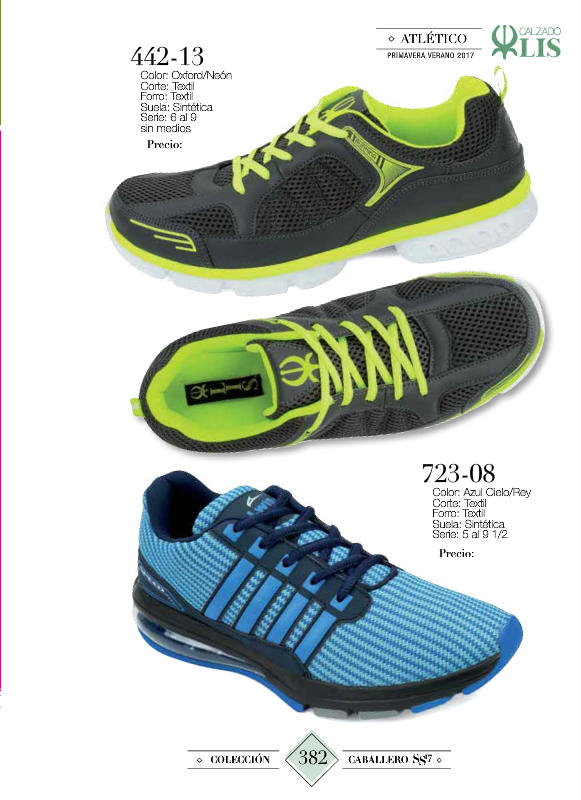 ATLÉTICO
PRIMAVERA VERANO 2017
CALZADO
LIS
442-13
Color: Oxford/Neón
Corte: Textil
Forro: Textil
Suela: Sintética
Serie: 6 al 9
sin medios
Precio:
SLIS
723-08
Color: Azul Cielo/Rey
Corte: Textil
Forro: Textil
Suela: Sintética
Serie: 5 al 9 1/2
Precio:
COLECCIÓN
382
CABALLERO SS17